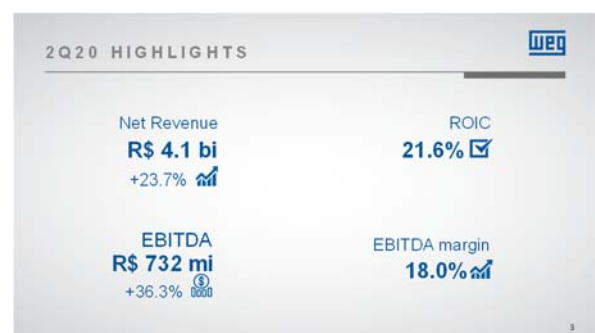 2Q20 HIGHLIGHTS
weg
Net Revenue
R$ 4.1 bi
+23.7%
ROIC
21.6%
EBITDA
R$ 732 mi
+36.3%
EBITDA margin
18.0%
3